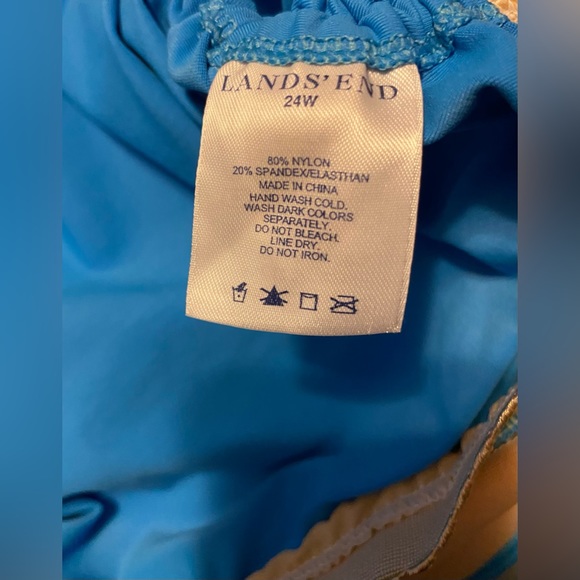 LANDS' END
24W
80% NYLON
20% SPANDEX/ELASTHAN
MADE IN CHINA
HAND WASH COLD.
WASH DARK COLORS
SEPARATELY.
DO NOT BLEACH.
LINE DRY.
DO NOT IRON.